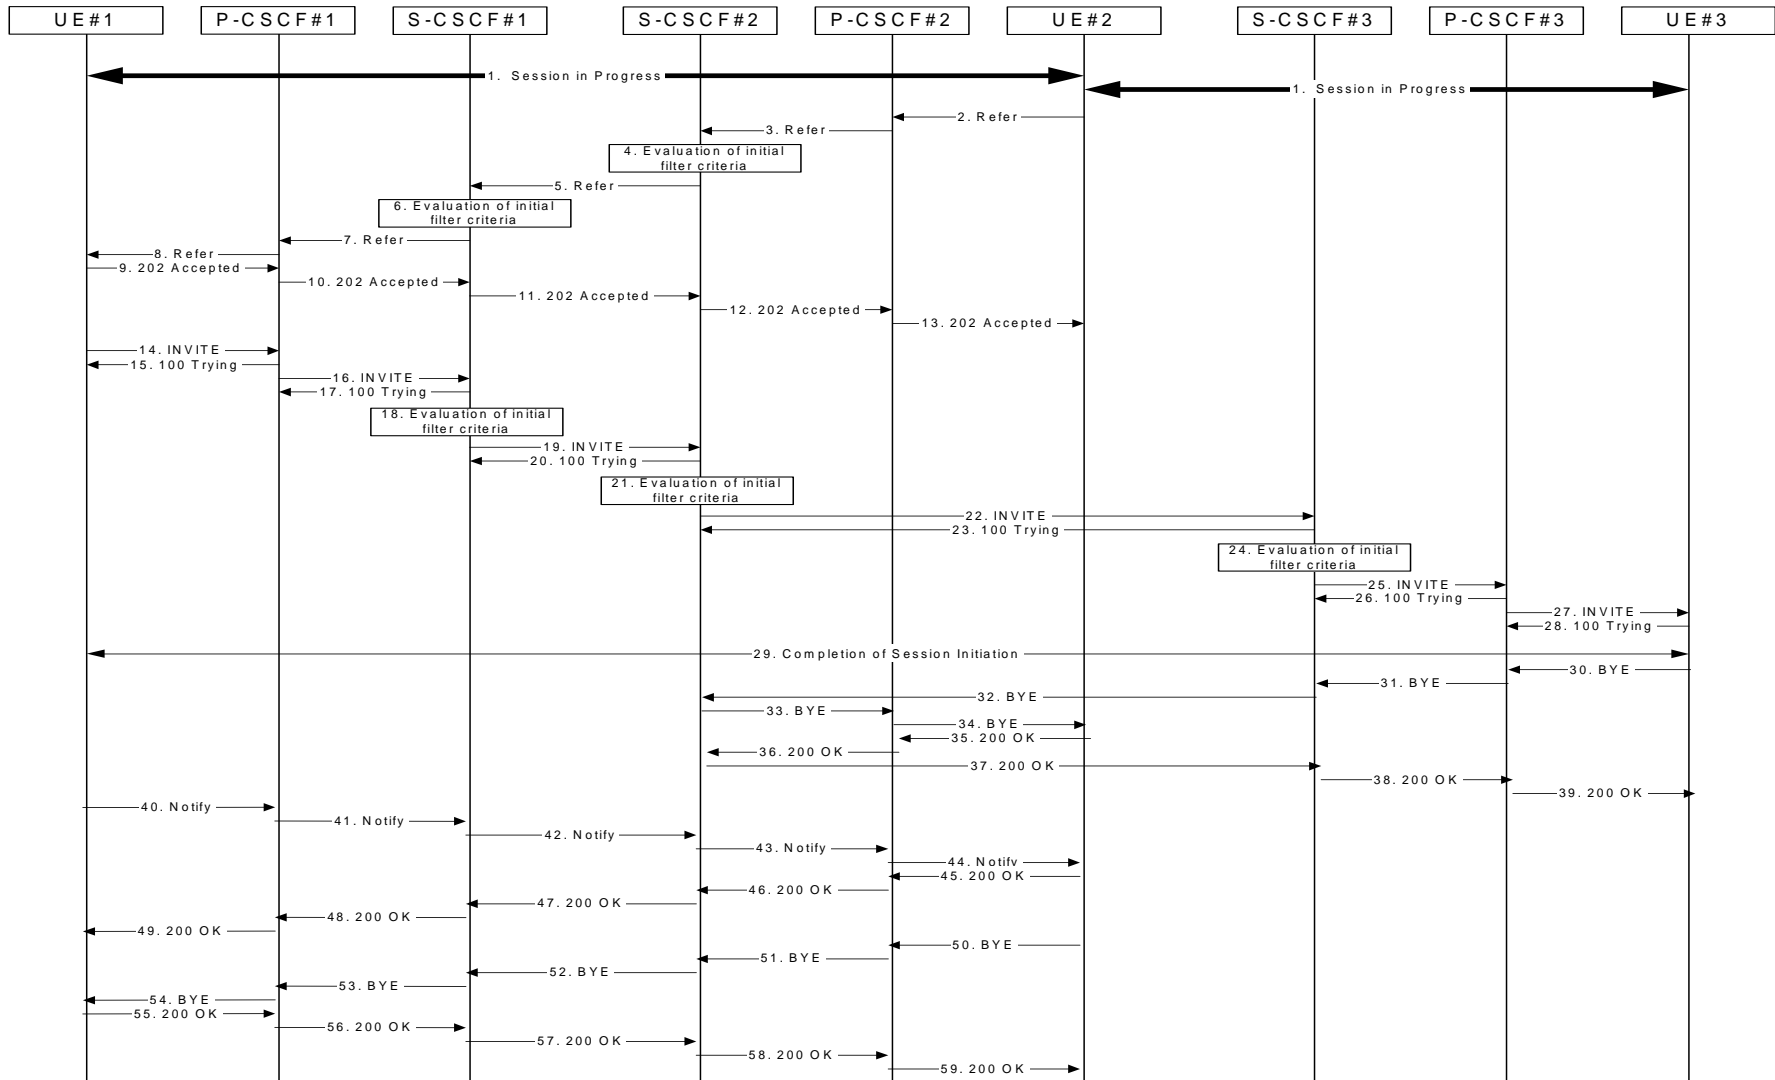 UE#1
P-CSCF#1
S-CSCF#1
S-CSCF#2
P-CSCF#2
UE#2
S-CSCF#3
P-CSCF#3
UE#3
1. Session in Progress
1. Session in Progress
2. Refer
3. Refer
4. Evaluation of initial
filter criteria
5. Refer
6. Evaluation of initial
filter criteria
7. Refer
8. Refer
9. 202 Accepted
10. 202 Accepted
11. 202 Accepted
12. 202 Accepted
13. 202 Accepted
14. INVITE
15. 100 Trying
16. INVITE
17. 100 Trying
18. Evaluation of initial
filter criteria
19. INVITE
20. 100 Trying
21. Evaluation of initial
filter criteria
22. INVITE
23. 100 Trying
24. Evaluation of initial
filter criteria
25. INVITE
26. 100 Trying
27. INVITE
28. 100 Trying
29. Completion of Session Initiation
30. BYE
31. BYE
32. BYE
33. BYE
34. BYE
35. 200 OK
36. 200 OK
37. 200 OK
38. 200 OK
39. 200 OK
40. Notify
41. Notify
42. Notify
43. Notify
44. Notify
45. 200 OK
46. 200 OK
47. 200 OK
48. 200 OK
49. 200 OK
50. BYE
51. BYE
52. BYE
53. BYE
54. BYE
55. 200 OK
56. 200 OK
57. 200 OK
58. 200 OK
59. 200 OK